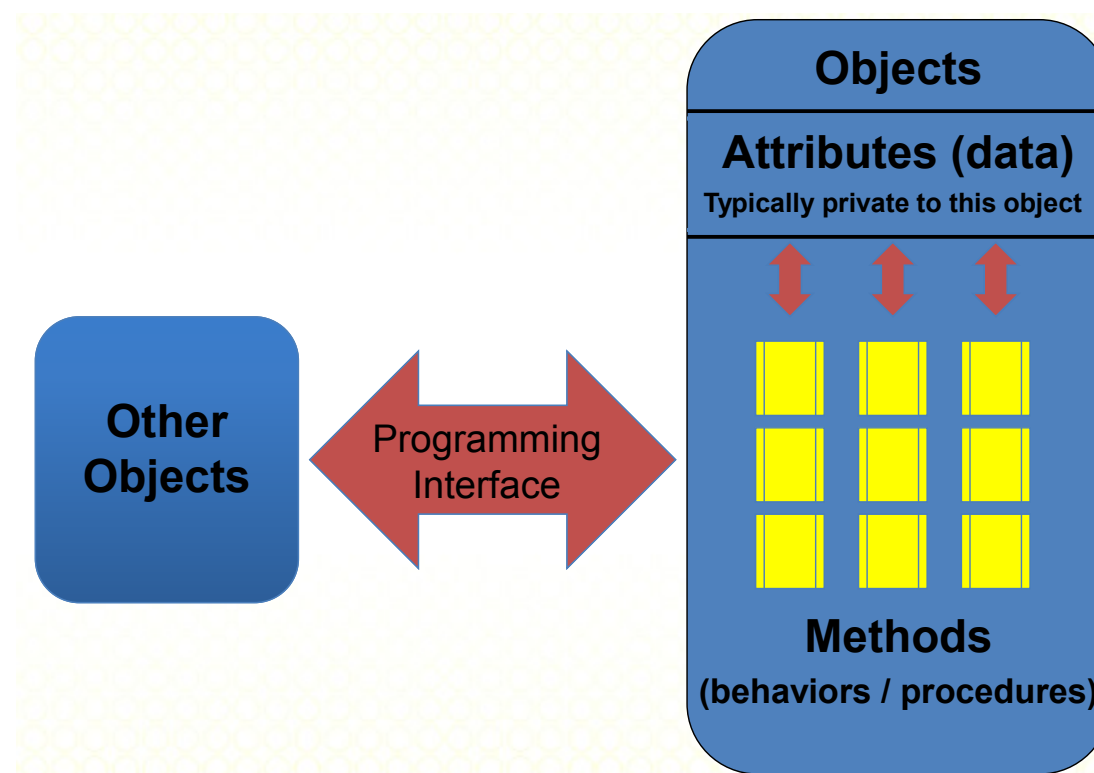 Objects
Attributes (data)
Typically private to this object
Other
Objects
Programming
Interface
Methods
(behaviors / procedures)